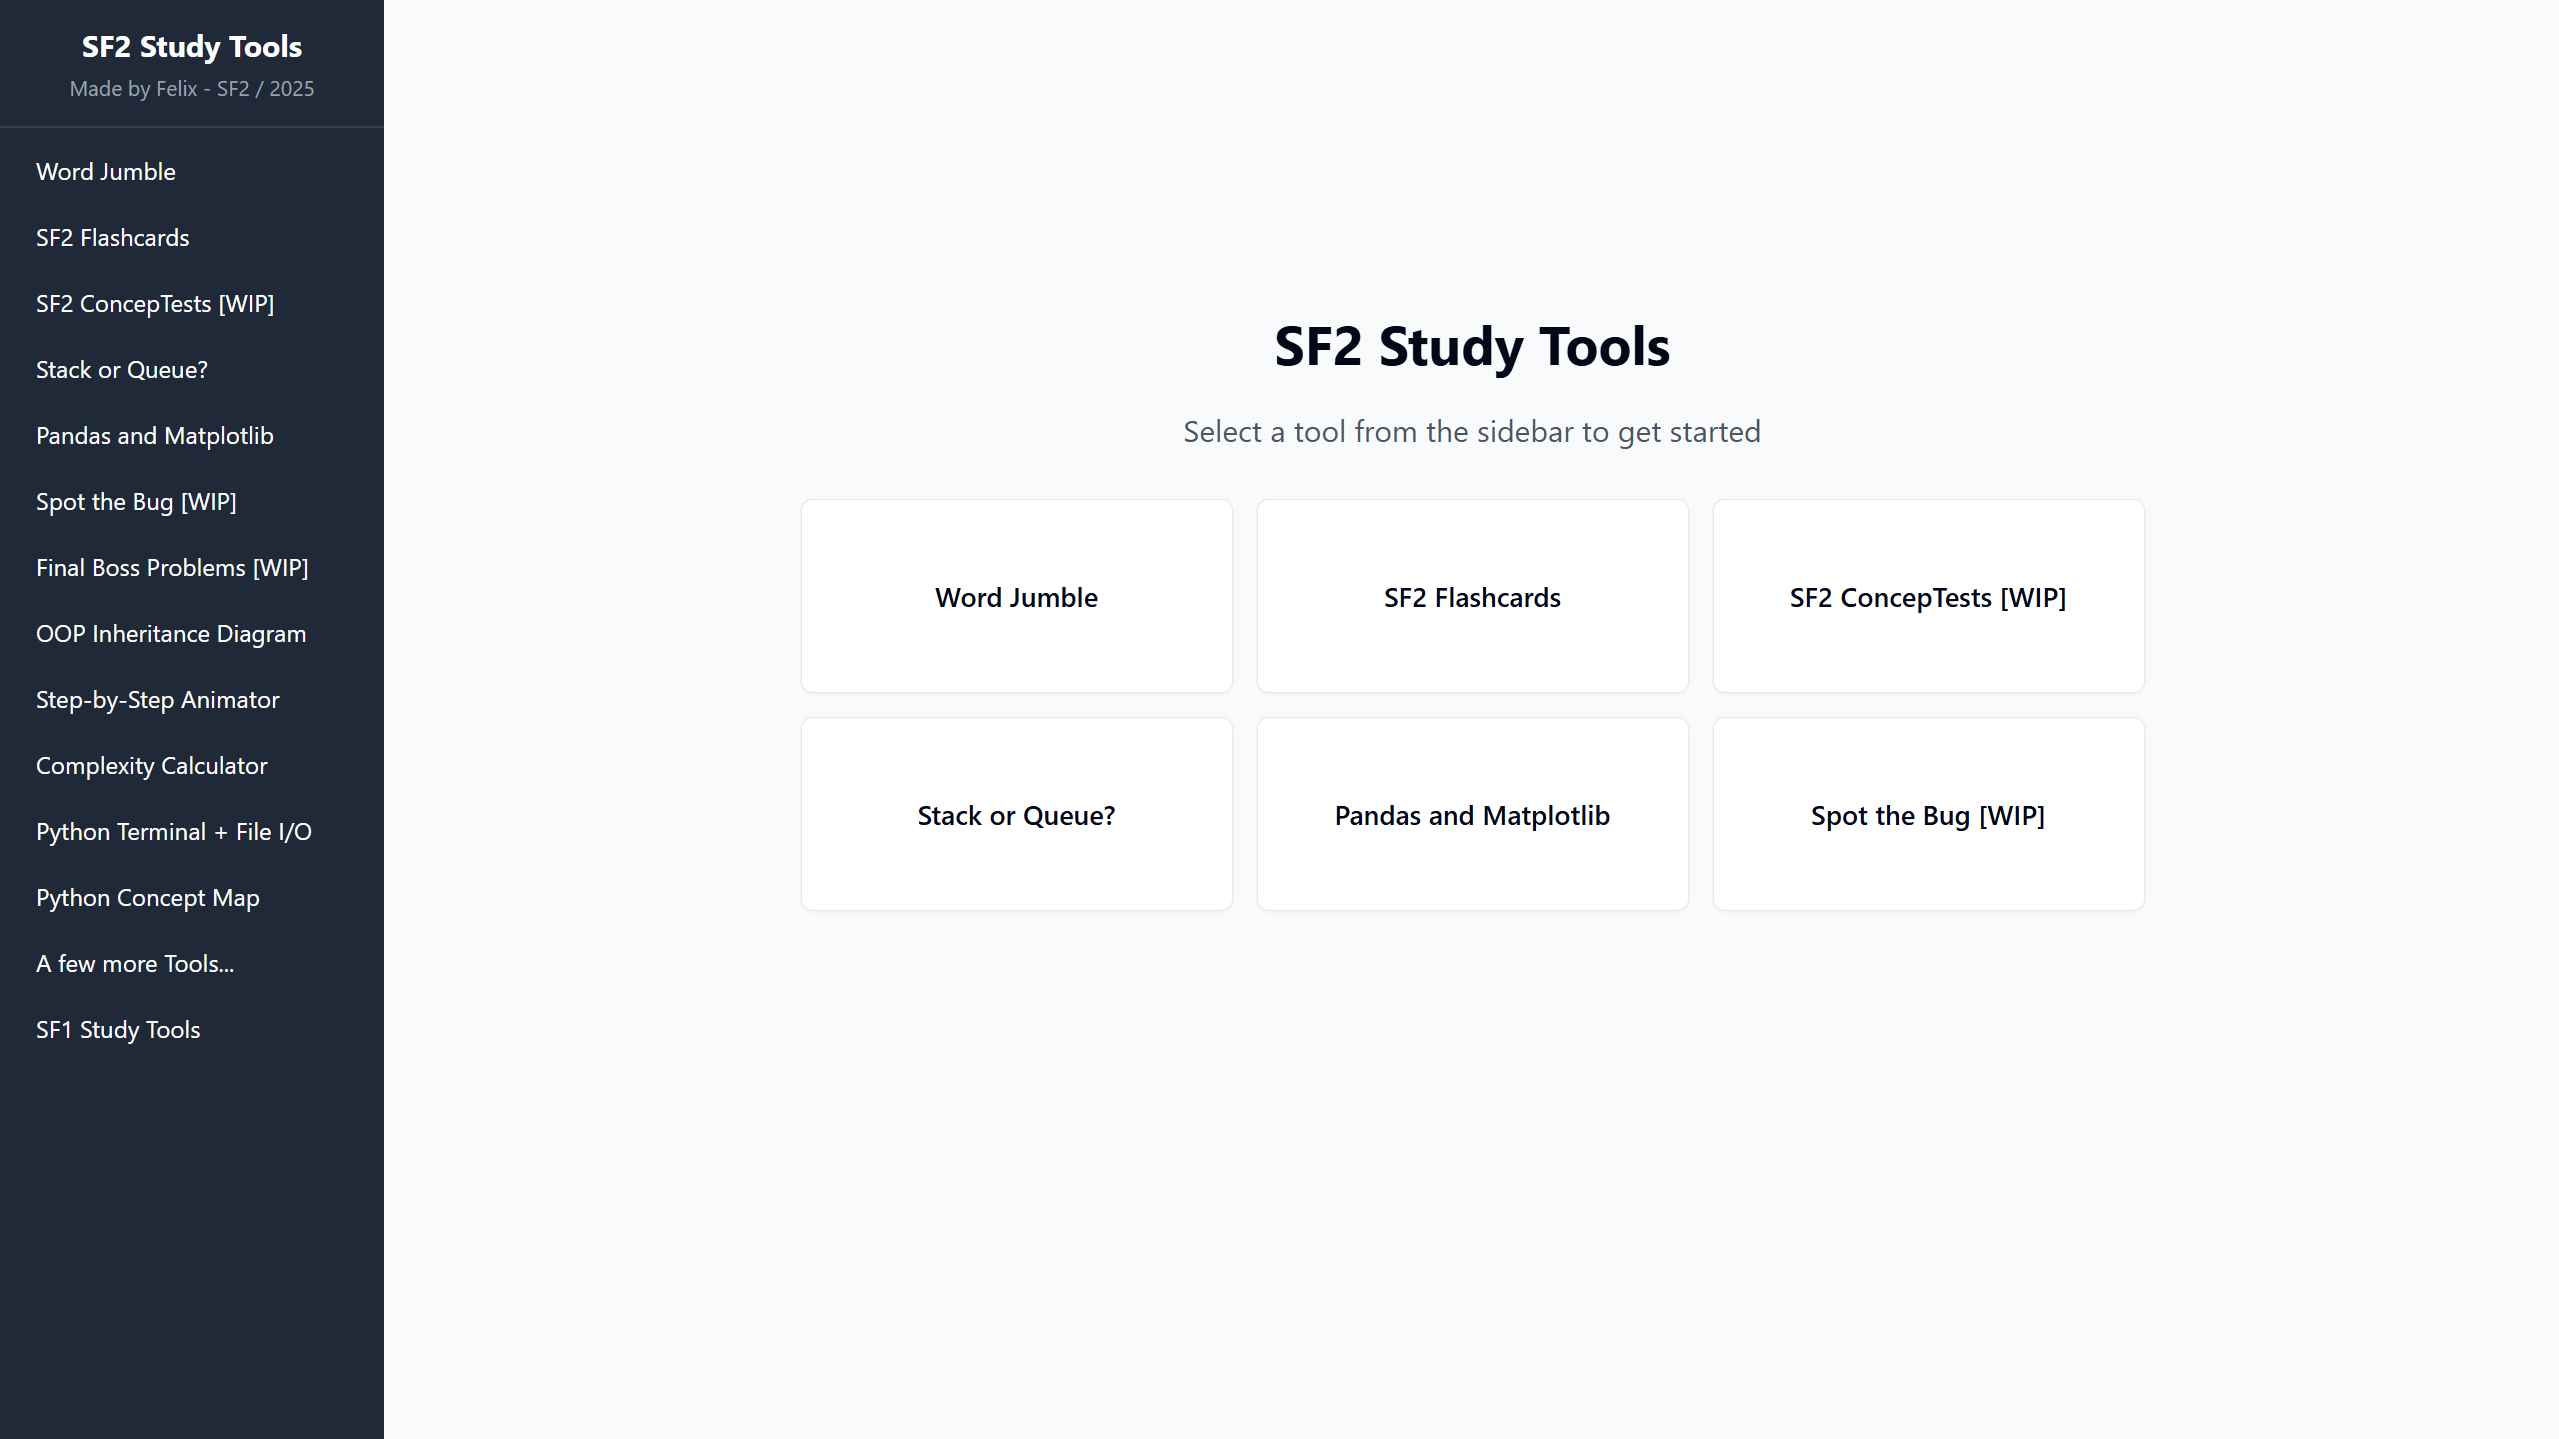 SF2 Study Tools
Made by Felix - SF2 / 2025
Word Jumble
SF2 Flashcards
SF2 ConcepTests [WIP]
Stack or Queue?
Pandas and Matplotlib
Spot the Bug [WIP]
Final Boss Problems [WIP]
OOP Inheritance Diagram
Step-by-Step Animator
Complexity Calculator
Python Terminal + File I/O
Python Concept Map
A few more Tools...
SF1 Study Tools
SF2 Study Tools
Select a tool from the sidebar to get started
Word Jumble
SF2 Flashcards
SF2 ConcepTests [WIP]
Stack or Queue?
Pandas and Matplotlib
Spot the Bug [WIP]